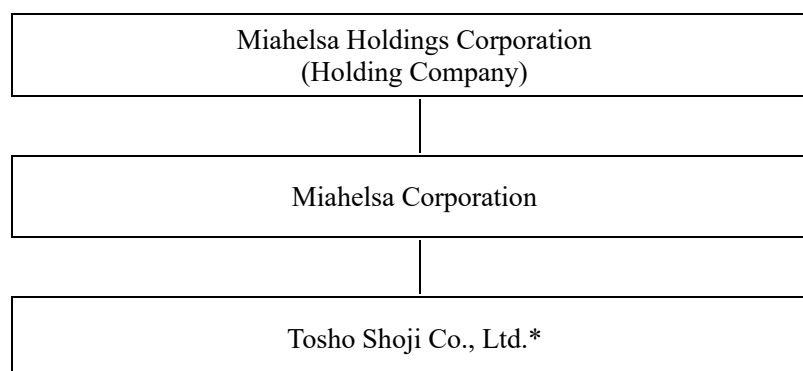 Miahelsa Holdings Corporation
(Holding Company)
Miahelsa Corporation
Tosho Shoji Co., Ltd.*